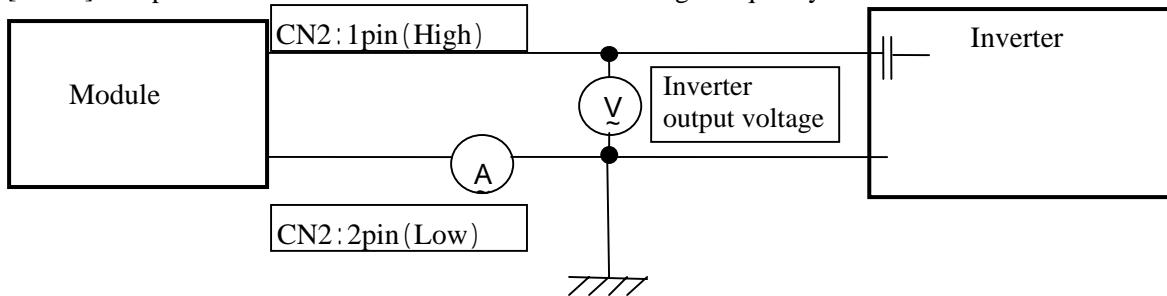 CN2:1pin(High)
Inverter
Module
V
~
Inverter
output voltage
A
~
CN2:2pin(Low)